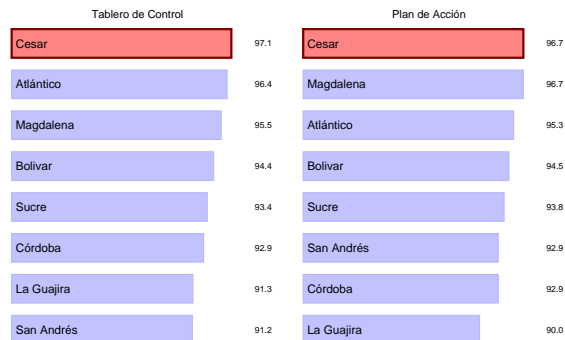 Tablero de Control
Cesar 97.1
Atlántico 96.4
Magdalena 95.5
Bolivar 94.4
Sucre 93.4
Córdoba 92.9
La Guajira 91.3
San Andrés 91.2
Plan de Acción
Cesar 96.7
Magdalena 96.7
Atlántico 95.3
Bolivar 94.5
Sucre 93.8
San Andrés 92.9
Córdoba 92.9
La Guajira 90.0